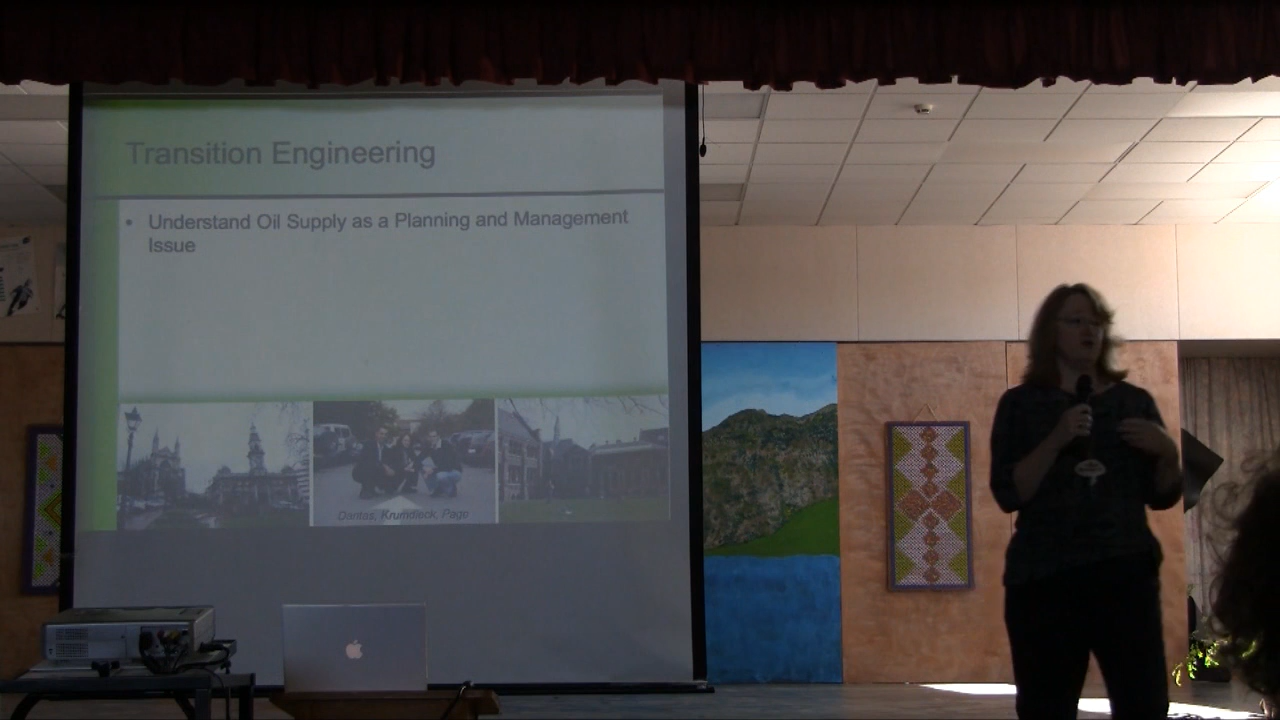 Transition Engineering
• Understand Oil Supply as a Planning and Management
Issue
Dantas, Krumdieck, Page